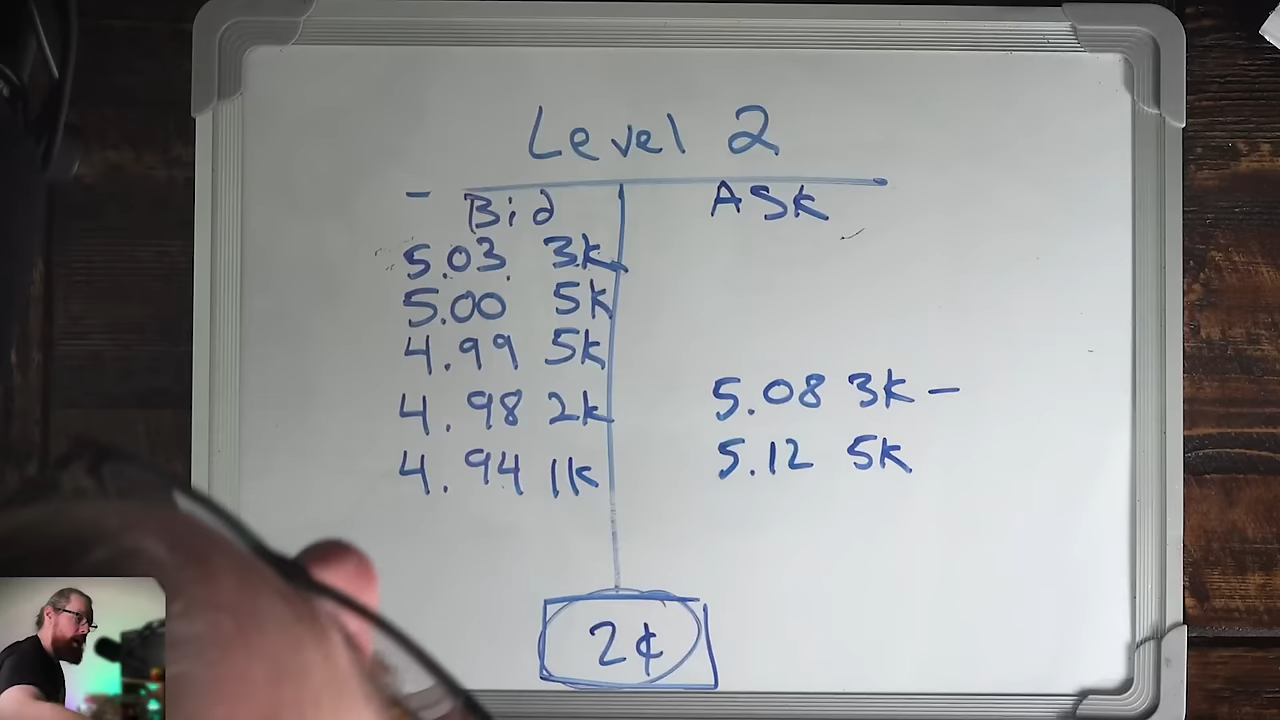 Level 2
- Bid ASk
5.03 3k
5.00 5k
4.99 5k
4.98 2k 5.08 3k -
4.94 1k 5.12 5k
2¢